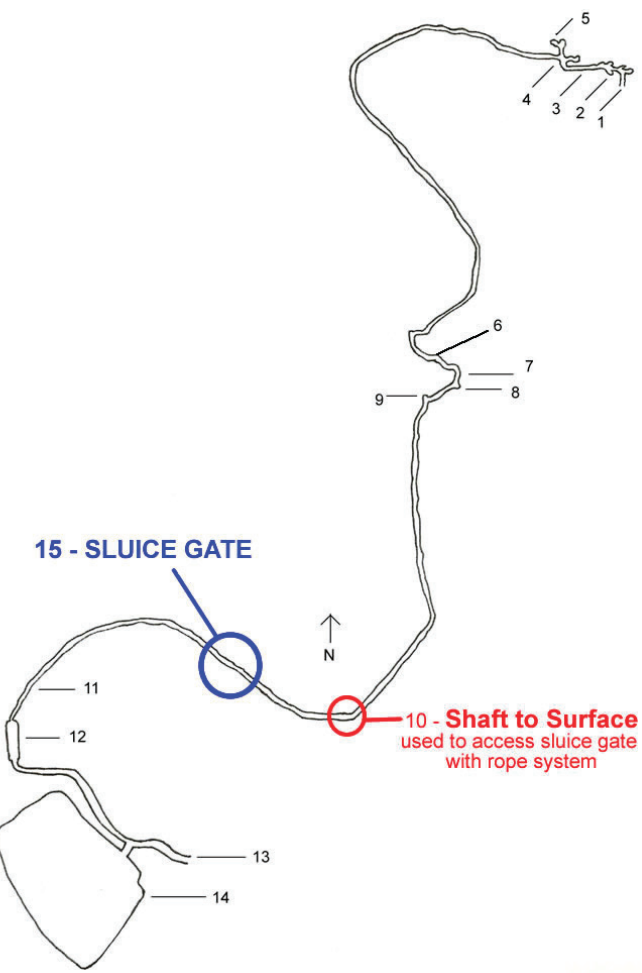 5
4
3
2
1
6
7
8
9
15 - SLUICE GATE
N
11
10 - Shaft to Surface
used to access sluice gate
with rope system
12
13
14